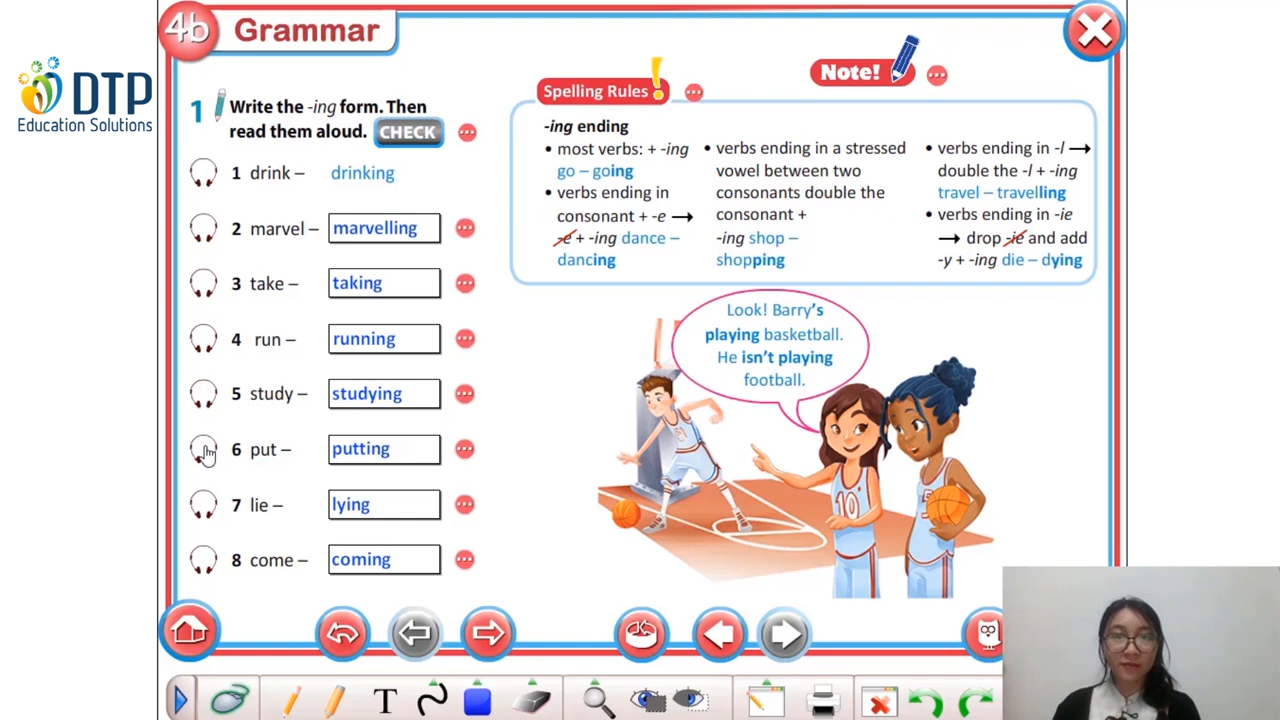 4b Grammar
DTP
Education Solutions
1 Write the -ing form. Then
read them aloud. CHECK
1 drink – drinking
2 marvel – marvelling
3 take – taking
4 run – running
5 study – studying
6 put – putting
7 lie – lying
8 come – coming
Note!
Spelling Rules !
-ing ending
• most verbs: + -ing
go – going
• verbs ending in
consonant + -e →
-e + -ing dance –
dancing
• verbs ending in a stressed
vowel between two
consonants double the
consonant +
-ing shop –
shopping
• verbs ending in -l →
double the -l + -ing
travel – travelling
• verbs ending in -ie
→ drop -ie and add
-y + -ing die – dying
Look! Barry's
playing basketball.
He isn't playing
football.
10
5
T